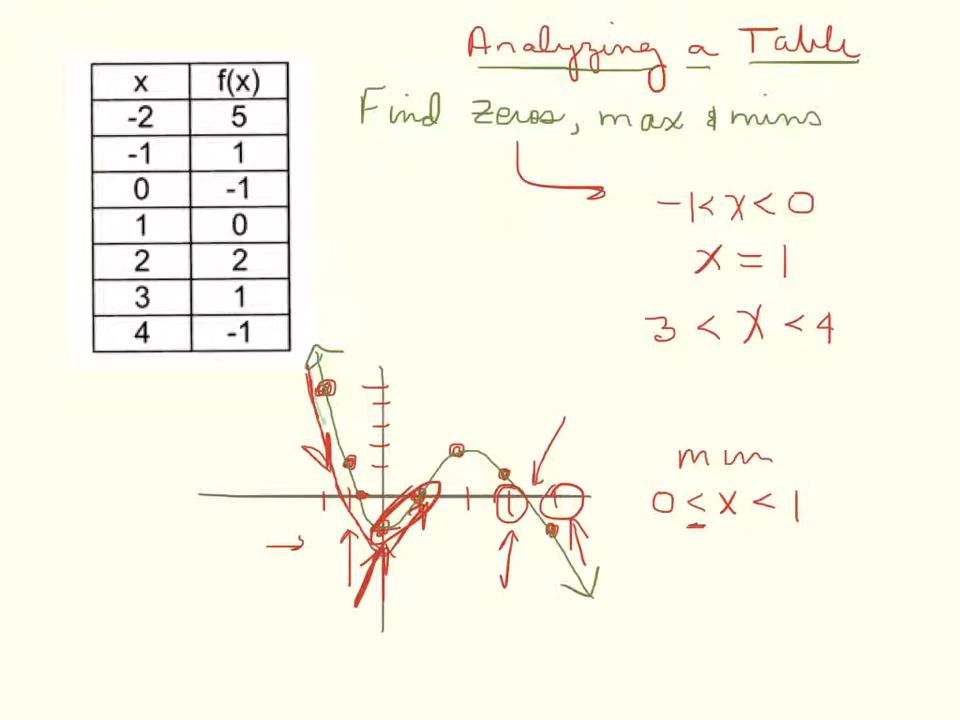 Analyzing a Table
Find zeros, max & mins
x f(x)
-2 5
-1 1
0 -1
1 0
2 2
3 1
4 -1
-1 < x < 0
x = 1
3 < x < 4
min
0 ≤ x < 1